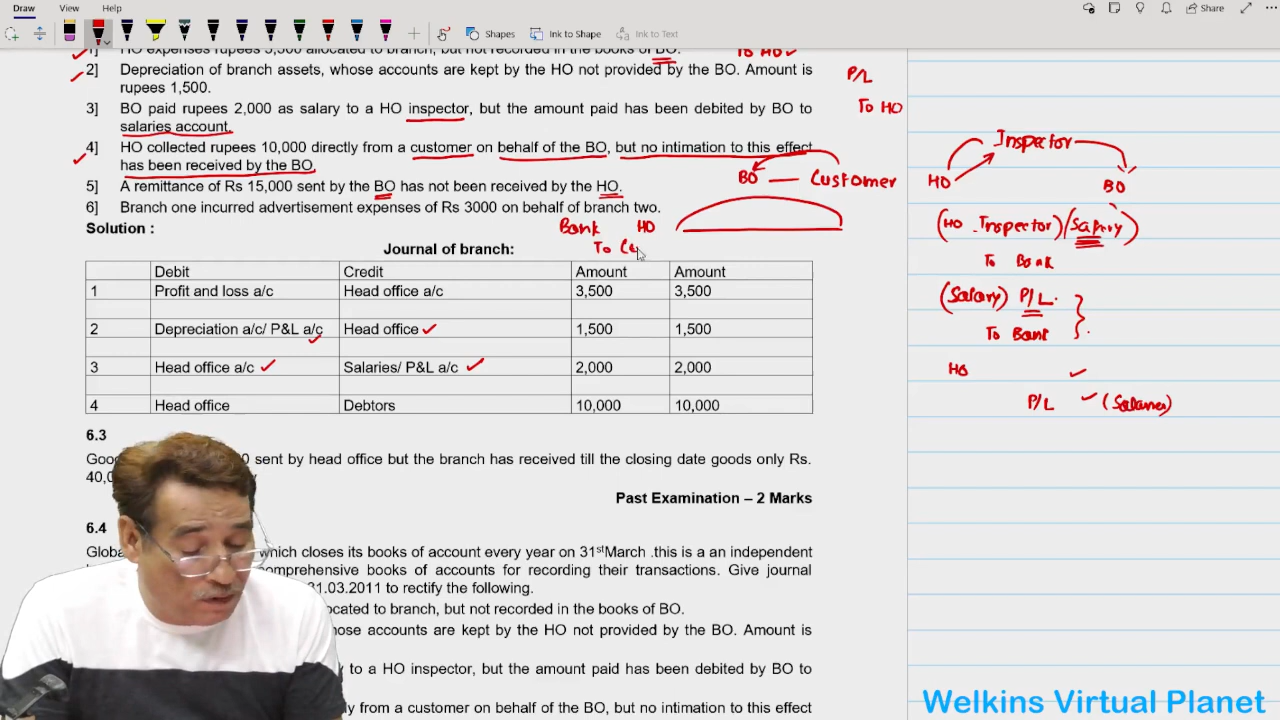 Draw View Share
Shapes Ink to Shape Ink to Text
1] HO expenses rupees 3,500 allocated to branch, but not recorded in the books of BO. To HO
2] Depreciation of branch assets, whose accounts are kept by the HO not provided by the BO. Amount is
rupees 1,500.
P/L
To HO
3] BO paid rupees 2,000 as salary to a HO inspector, but the amount paid has been debited by BO to
salaries account.
4] HO collected rupees 10,000 directly from a customer on behalf of the BO, but no intimation to this effect
has been received by the BO.
BO — Customer
5] A remittance of Rs 15,000 sent by the BO has not been received by the HO.
6] Branch one incurred advertisement expenses of Rs 3000 on behalf of branch two.
Solution :
Bank HO
To
Journal of branch:
Debit Credit Amount Amount
1 Profit and loss a/c Head office a/c 3,500 3,500
2 Depreciation a/c/ P&L a/c Head office 1,500 1,500
3 Head office a/c Salaries/ P&L a/c 2,000 2,000
4 Head office Debtors 10,000 10,000
6.3
sent by head office but the branch has received till the closing date goods only Rs.
Past Examination – 2 Marks
6.4
which closes its books of account every year on 31stMarch .this is a an independent
comprehensive books of accounts for recording their transactions. Give journal
31.03.2011 to rectify the following.
to branch, but not recorded in the books of BO.
accounts are kept by the HO not provided by the BO. Amount is
to a HO inspector, but the amount paid has been debited by BO to
from a customer on behalf of the BO, but no intimation to this effect
Inspector
HO BO
(HO Inspector)/(Salary)
To Bank
(Salary) P/L.
To Bank
HO
P/L (Salaries)
Welkins Virtual Planet